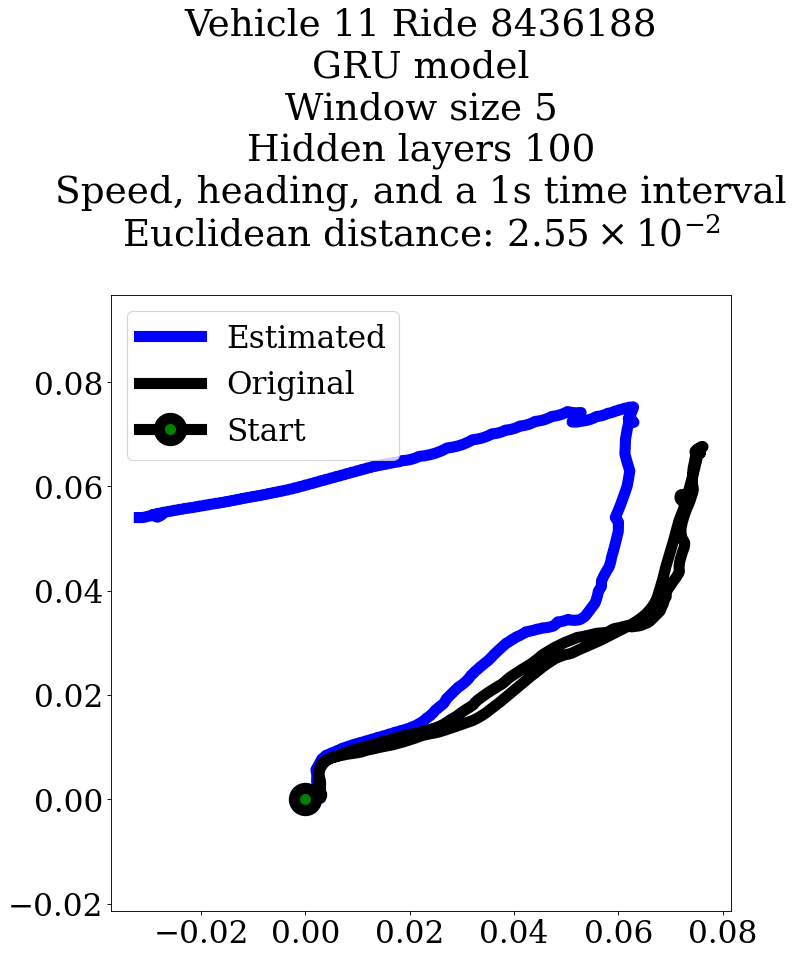 Vehicle 11 Ride 8436188
GRU model
Window size 5
Hidden layers 100
Speed, heading, and a 1s time interval
Euclidean distance: 2.55 × 10⁻²
Estimated
Original
Start
0.08
0.06
0.04
0.02
0.00
−0.02
−0.02 0.00 0.02 0.04 0.06 0.08